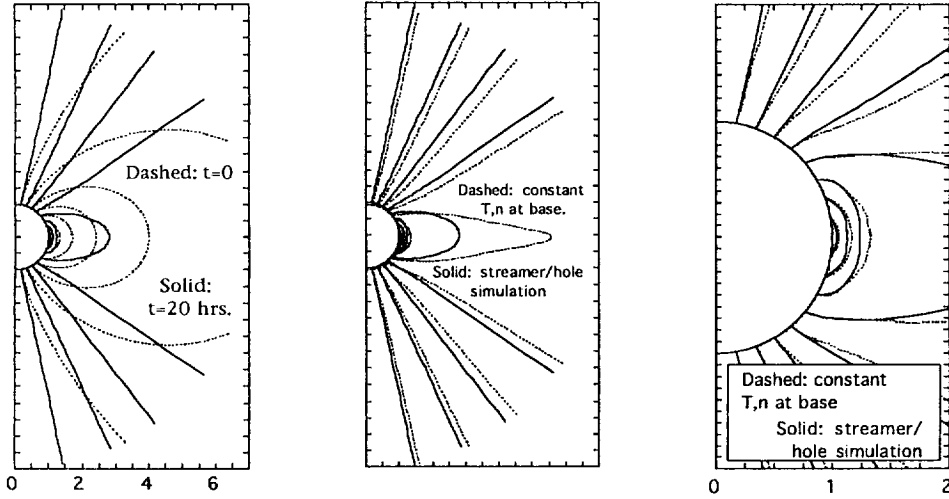 Dashed: t=0
Solid:
t=20 hrs.
0 2 4 6
Dashed: constant
T,n at base.
Solid: streamer/hole
simulation
Dashed: constant
T,n at base
Solid: streamer/
hole simulation
0 1 2